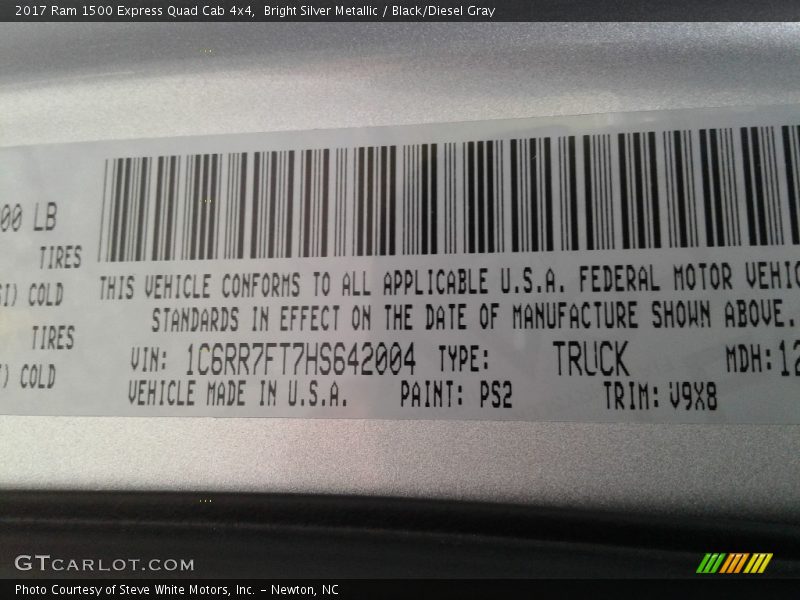 2017 Ram 1500 Express Quad Cab 4x4, Bright Silver Metallic / Black/Diesel Gray
00 LB
TIRES
COLD
TIRES
COLD
THIS VEHICLE CONFORMS TO ALL APPLICABLE U.S.A. FEDERAL MOTOR VEHIC
STANDARDS IN EFFECT ON THE DATE OF MANUFACTURE SHOWN ABOVE.
VIN: 1C6RR7FT7HS642004 TYPE: TRUCK MDH: 12
VEHICLE MADE IN U.S.A. PAINT: PS2 TRIM: V9X8
GTCARLOT.COM
Photo Courtesy of Steve White Motors, Inc. – Newton, NC